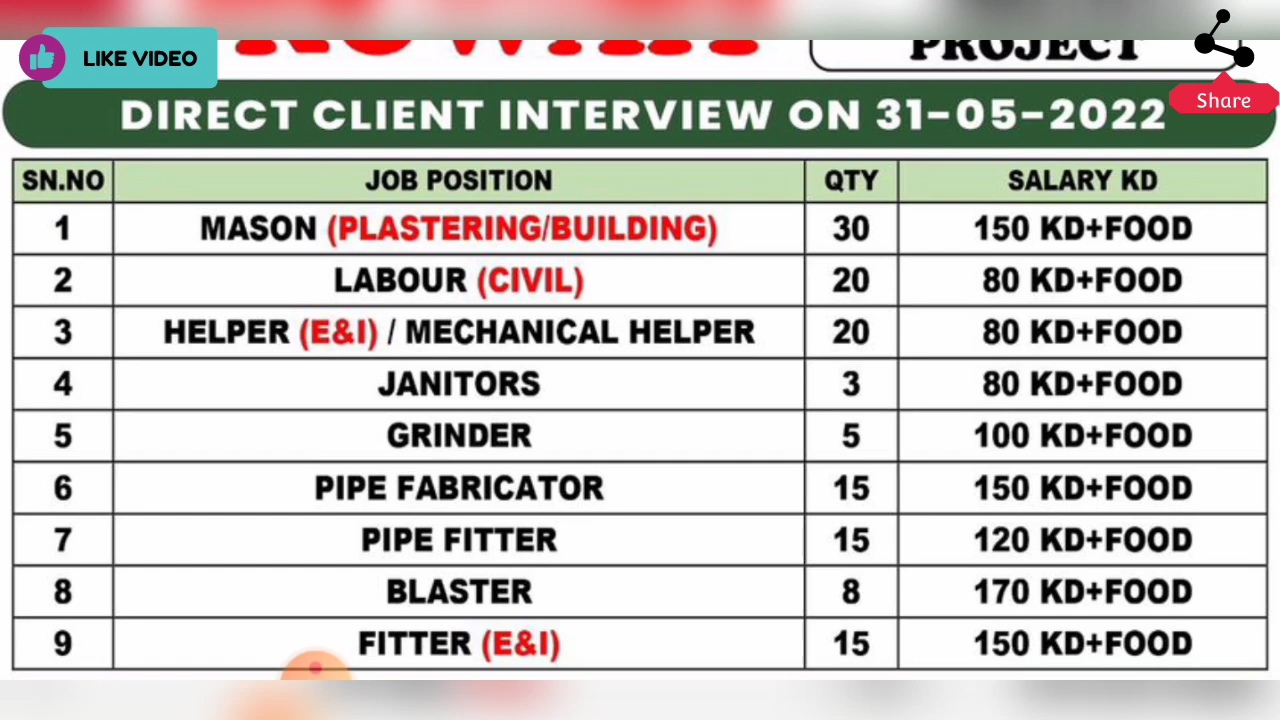 LIKE VIDEO
KUWAIT
PROJECT
Share
DIRECT CLIENT INTERVIEW ON 31-05-2022
SN.NO JOB POSITION QTY SALARY KD
1 MASON (PLASTERING/BUILDING) 30 150 KD+FOOD
2 LABOUR (CIVIL) 20 80 KD+FOOD
3 HELPER (E&I) / MECHANICAL HELPER 20 80 KD+FOOD
4 JANITORS 3 80 KD+FOOD
5 GRINDER 5 100 KD+FOOD
6 PIPE FABRICATOR 15 150 KD+FOOD
7 PIPE FITTER 15 120 KD+FOOD
8 BLASTER 8 170 KD+FOOD
9 FITTER (E&I) 15 150 KD+FOOD